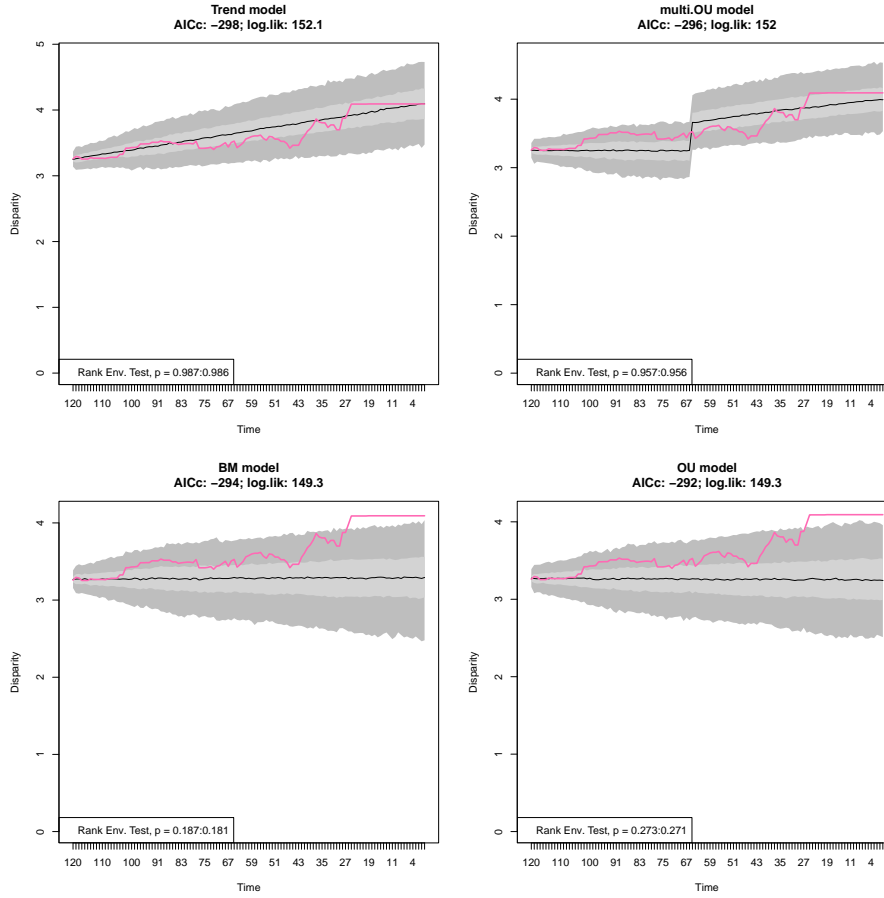 Trend model
AICc: −298; log.lik: 152.1
Disparity
5
4
3
2
1
0
Rank Env. Test, p = 0.987:0.986
120 110 100 91 83 75 67 59 51 43 35 27 19 11 4
Time
multi.OU model
AICc: −296; log.lik: 152
Disparity
4
3
2
1
0
Rank Env. Test, p = 0.957:0.956
120 110 100 91 83 75 67 59 51 43 35 27 19 11 4
Time
BM model
AICc: −294; log.lik: 149.3
Disparity
4
3
2
1
0
Rank Env. Test, p = 0.187:0.181
120 110 100 91 83 75 67 59 51 43 35 27 19 11 4
Time
OU model
AICc: −292; log.lik: 149.3
Disparity
4
3
2
1
0
Rank Env. Test, p = 0.273:0.271
120 110 100 91 83 75 67 59 51 43 35 27 19 11 4
Time